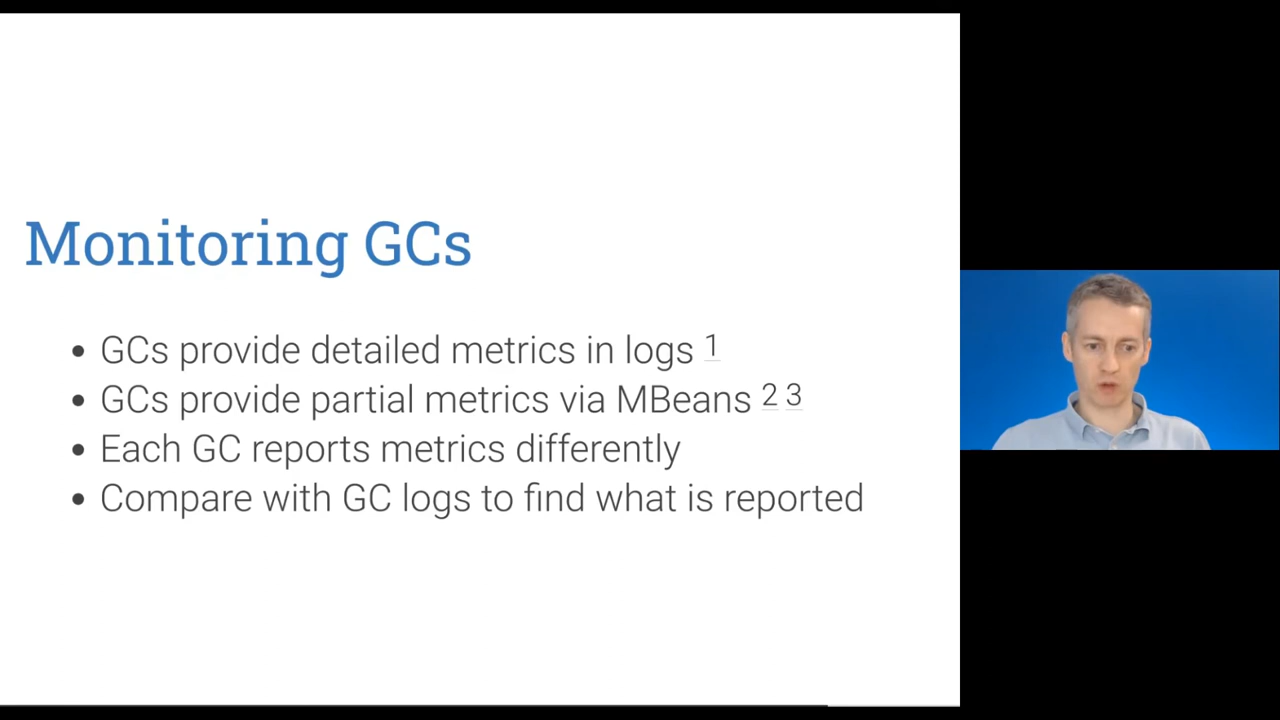 Monitoring GCs
• GCs provide detailed metrics in logs 1
• GCs provide partial metrics via MBeans 2 3
• Each GC reports metrics differently
• Compare with GC logs to find what is reported